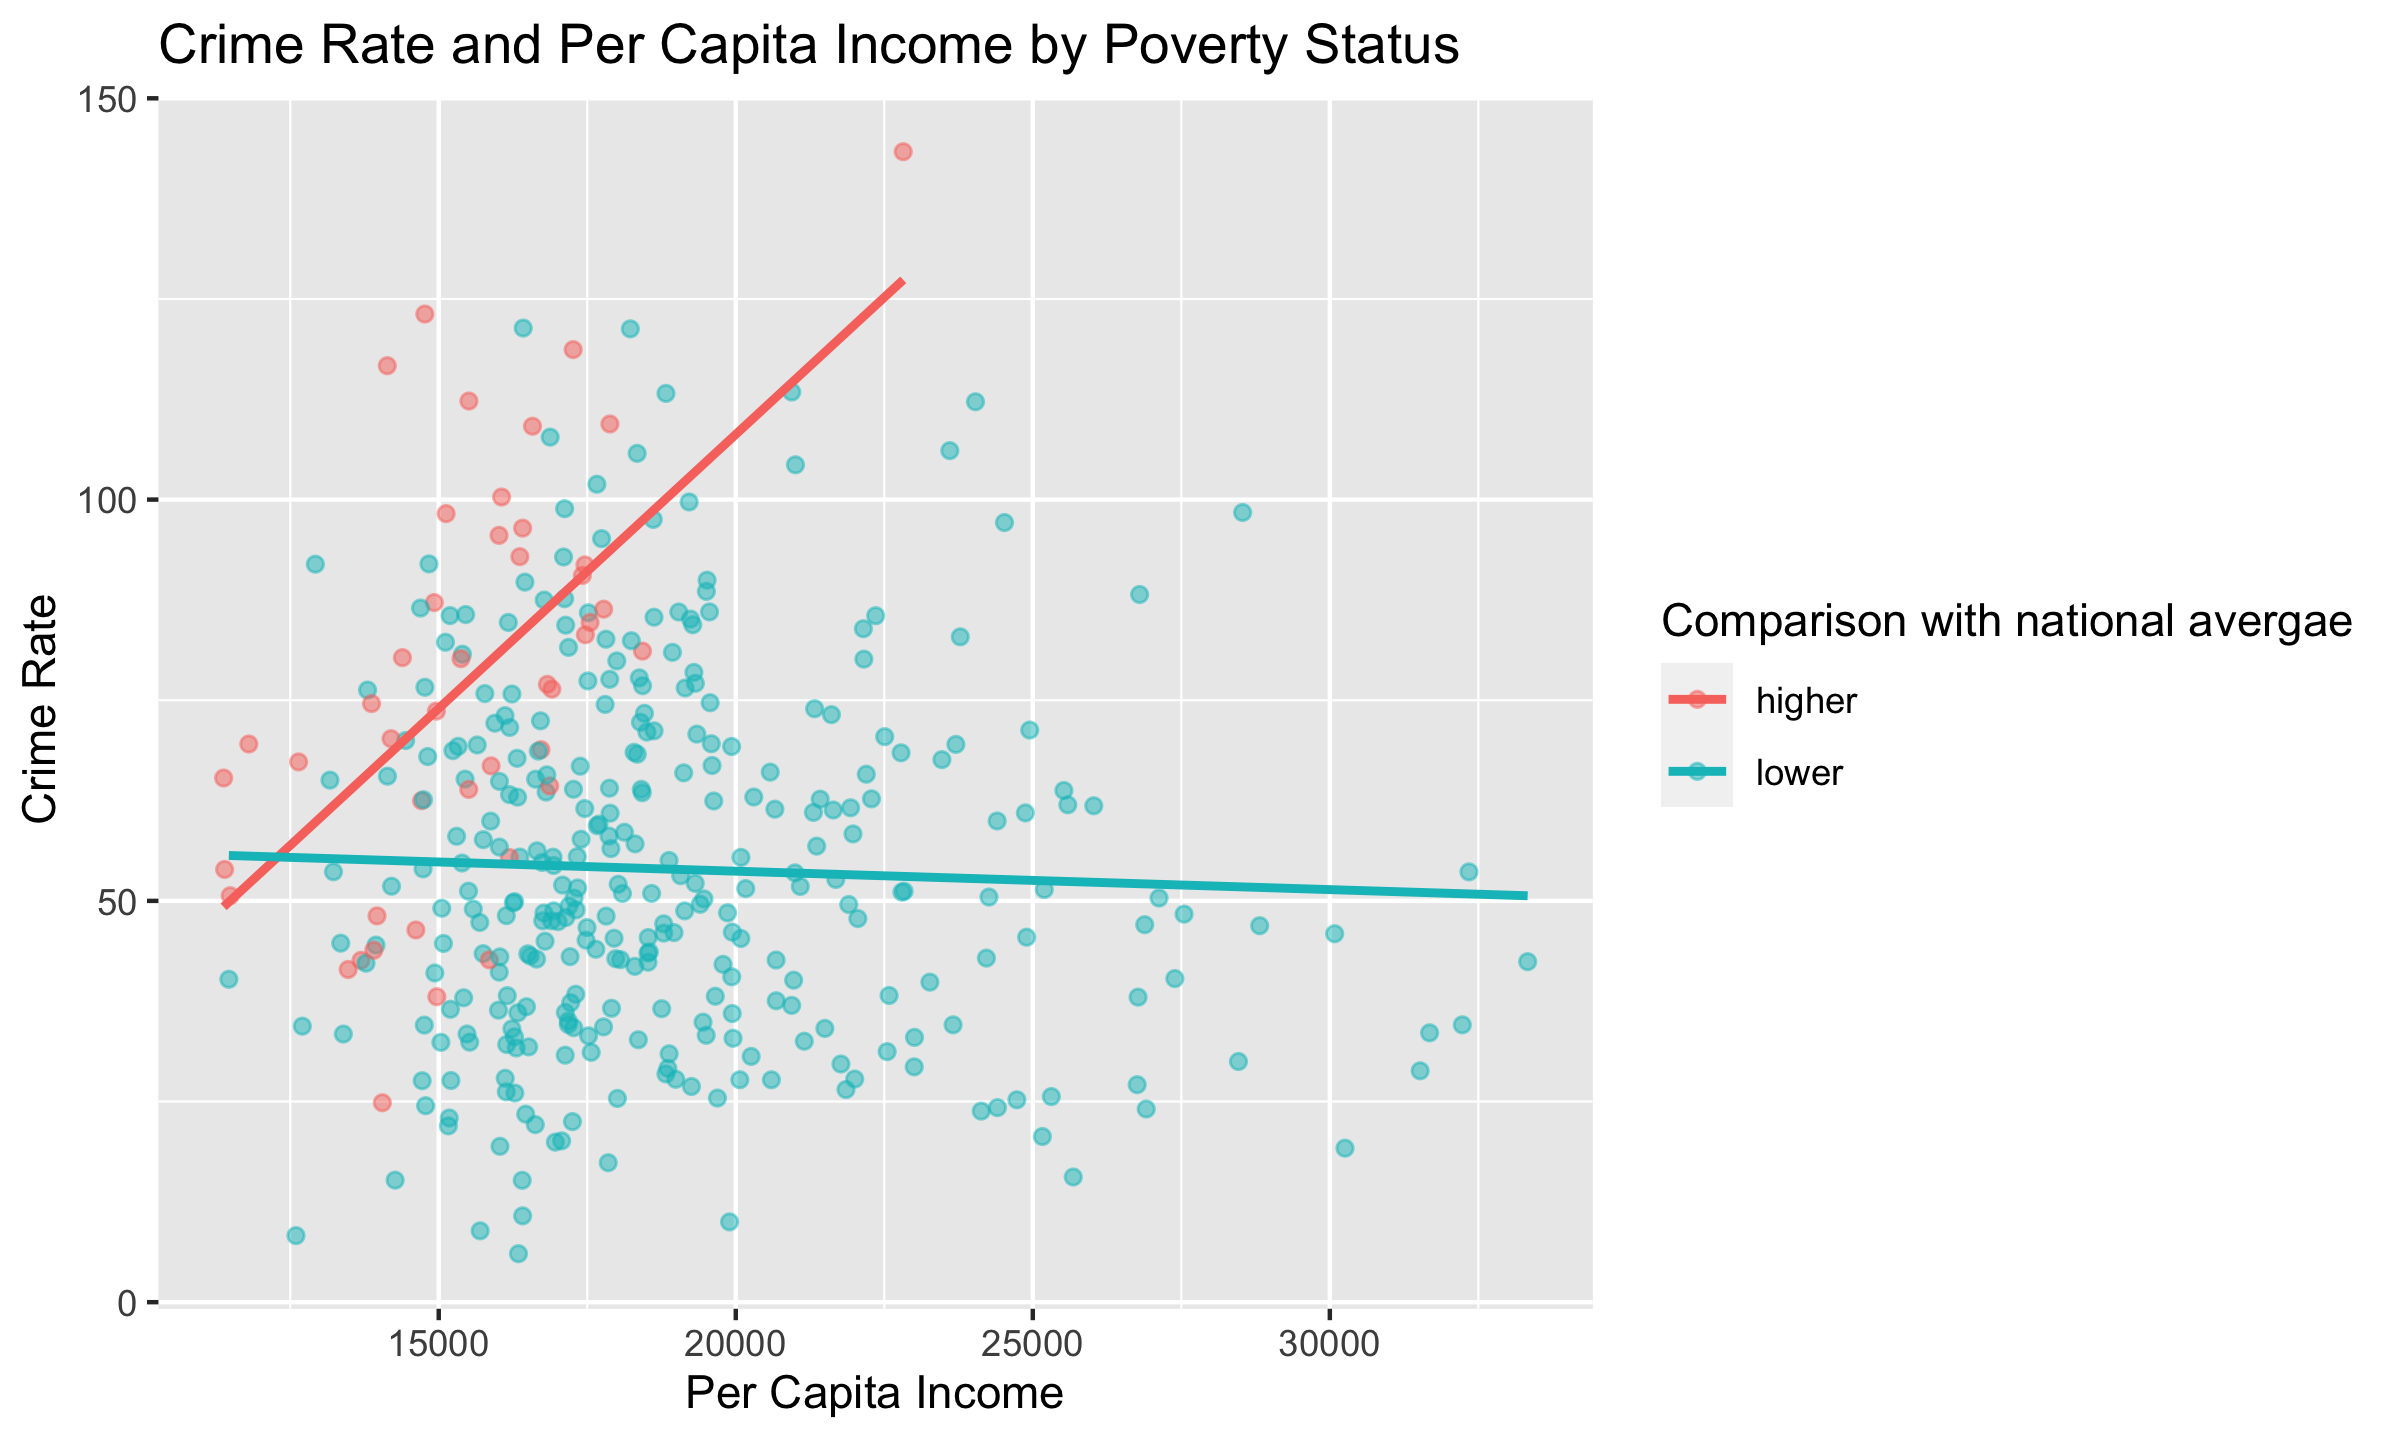 Crime Rate and Per Capita Income by Poverty Status
150
100
50
0
Crime Rate
15000
20000
25000
30000
Per Capita Income
Comparison with national avergae
higher
lower